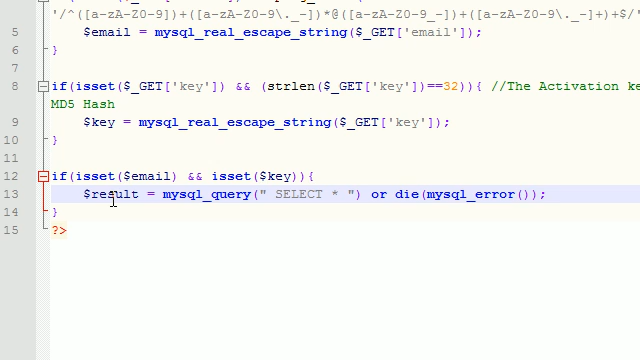 '/^([a-zA-Z0-9])+([a-zA-Z0-9\._-])*@([a-zA-Z0-9_-])+([a-zA-Z0-9\._-]+)+$/'
5 $email = mysql_real_escape_string($_GET['email']);
6 }
7
8 if(isset($_GET['key']) && (strlen($_GET['key'])==32)){ //The Activation ke
MD5 Hash
9 $key = mysql_real_escape_string($_GET['key']);
10 }
11
12 if(isset($email) && isset($key)){
13 $result = mysql_query(" SELECT * ") or die(mysql_error());
14 }
15 ?>